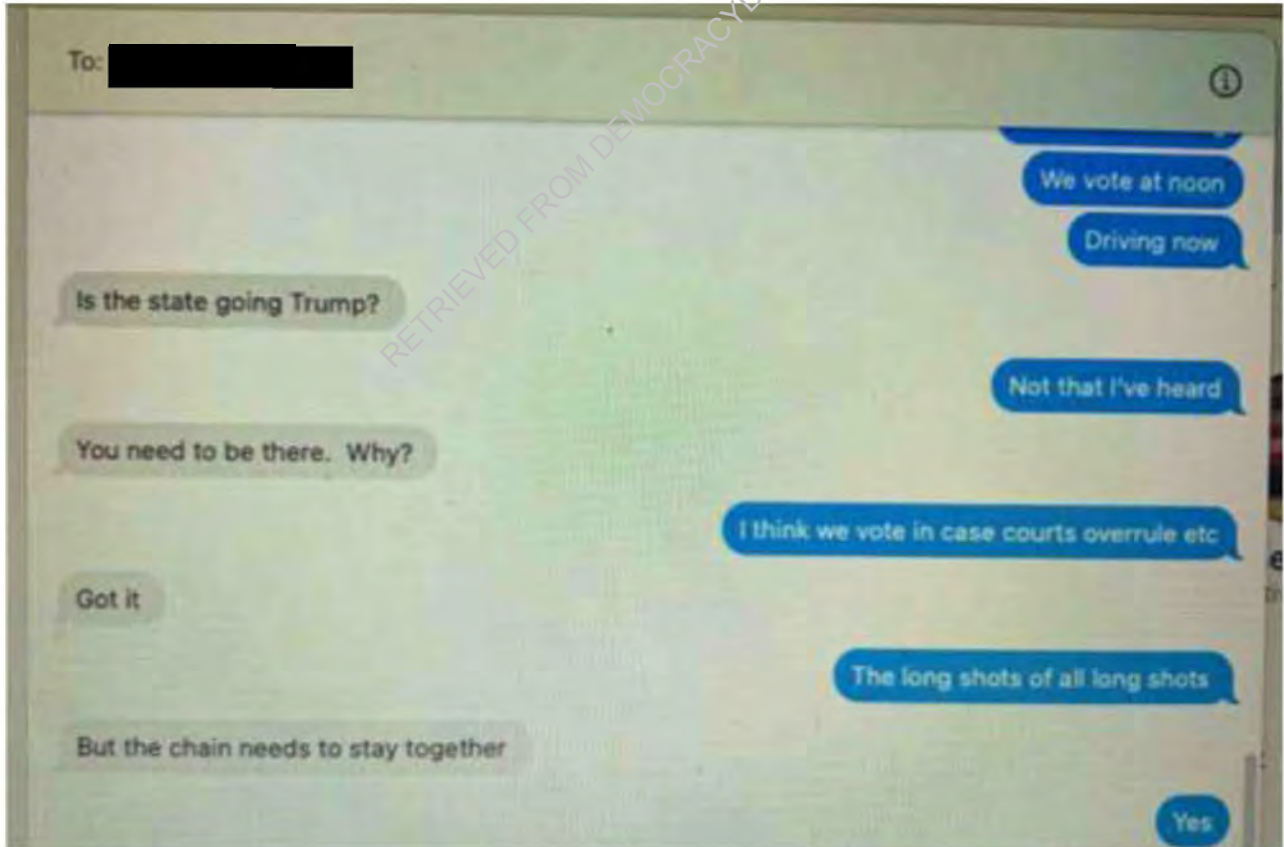 RETRIEVED FROM DEMOCRACY
To:
We vote at noon
Driving now
Is the state going Trump?
Not that I've heard
You need to be there.  Why?
I think we vote in case courts overrule etc
Got it
The long shots of all long shots
But the chain needs to stay together
Yes